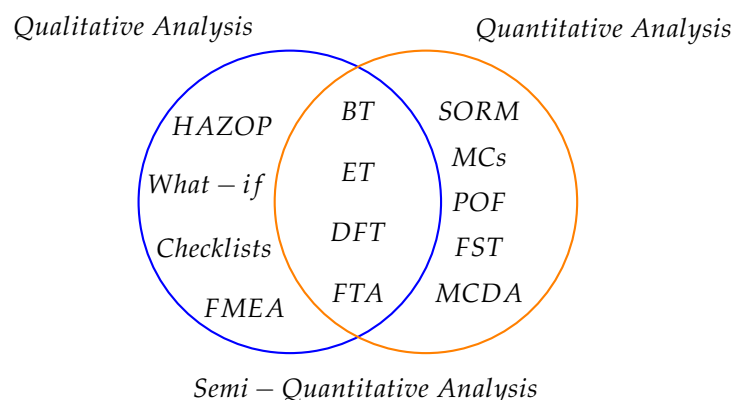 Qualitative Analysis
Quantitative Analysis
HAZOP
What − if
Checklists
FMEA
BT
ET
DFT
FTA
SORM
MCs
POF
FST
MCDA
Semi − Quantitative Analysis